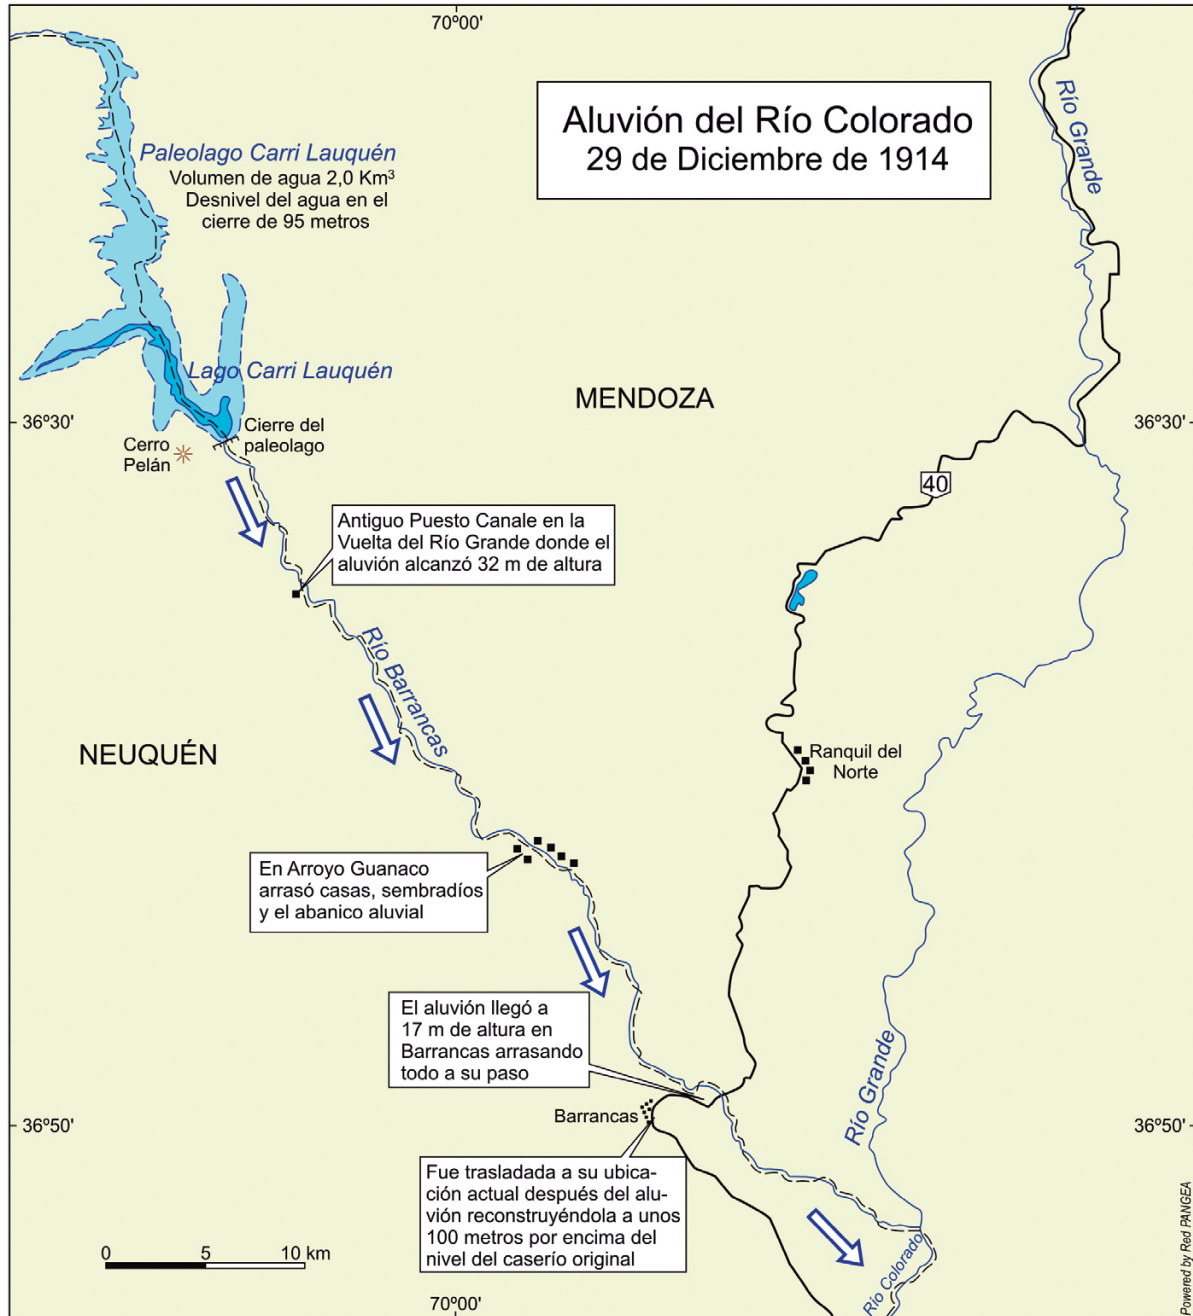 70º00'
Aluvión del Río Colorado
29 de Diciembre de 1914
Río Grande
Paleolago Carri Lauquén
Volumen de agua 2,0 Km³
Desnivel del agua en el
cierre de 95 metros
Lago Carri Lauquén
MENDOZA
36º30'
36º30'
Cierre del
paleolago
Cerro
Pelán
40
Antiguo Puesto Canale en la
Vuelta del Río Grande donde el
aluvión alcanzó 32 m de altura
Río Barrancas
NEUQUÉN
Ranquil del
Norte
En Arroyo Guanaco
arrasó casas, sembradíos
y el abanico aluvial
El aluvión llegó a
17 m de altura en
Barrancas arrasando
todo a su paso
Río Grande
Barrancas
36º50'
36º50'
Fue trasladada a su ubica-
ción actual después del alu-
vión reconstruyéndola a unos
100 metros por encima del
nivel del caserío original
0 5 10 km
Río Colorado
Powered by Red PANGEA
70º00'